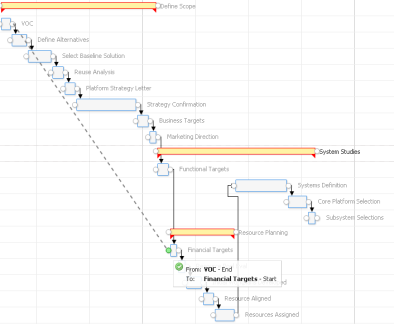 Define Scope
VOC
Define Alternatives
Select Baseline Solution
Reuse Analysis
Platform Strategy Letter
Strategy Confirmation
Business Targets
Marketing Direction
System Studies
Functional Targets
Systems Definition
Core Platform Selection
Subsystem Selections
Resource Planning
Financial Targets
From: VOC - End
To: Financial Targets - Start
Resource Aligned
Resources Assigned